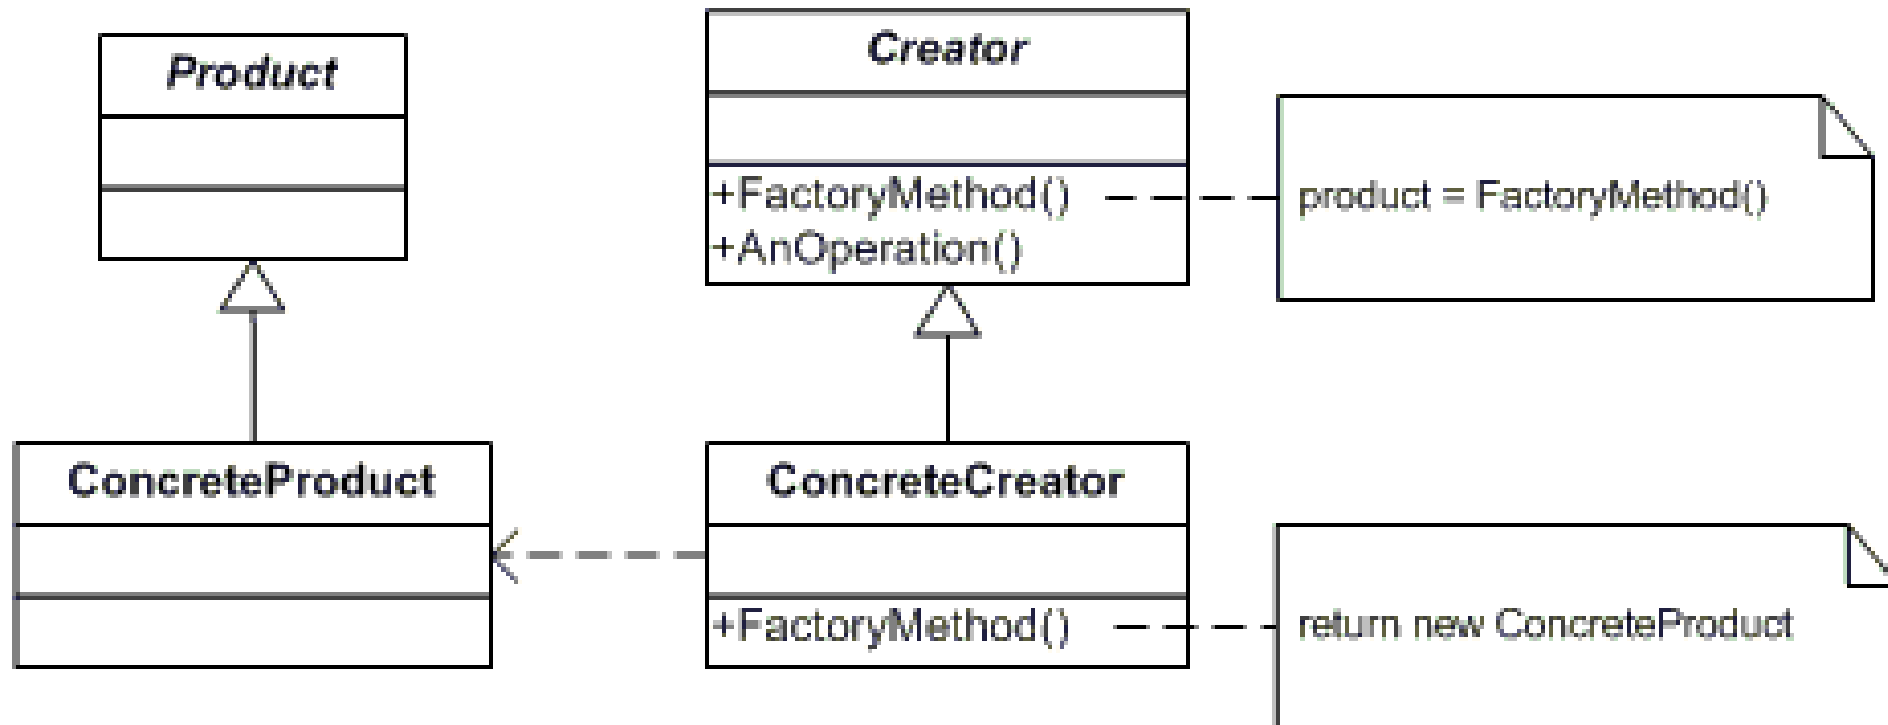 Product
Creator
+FactoryMethod()
+AnOperation()
product = FactoryMethod()
ConcreteProduct
ConcreteCreator
+FactoryMethod()
return new ConcreteProduct